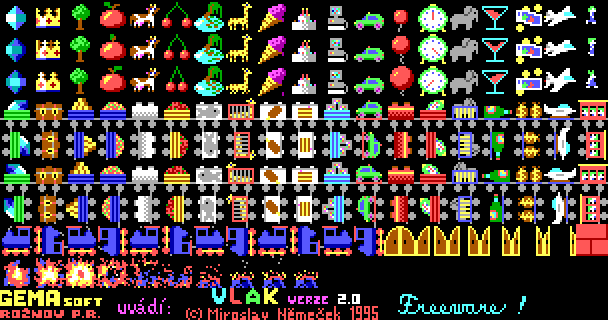 GEMA SOFT
ROŽNOV P.R.
uvádí:
VLAK VERZE 2.0
(c) Miroslav Němeček 1995
Freeware !